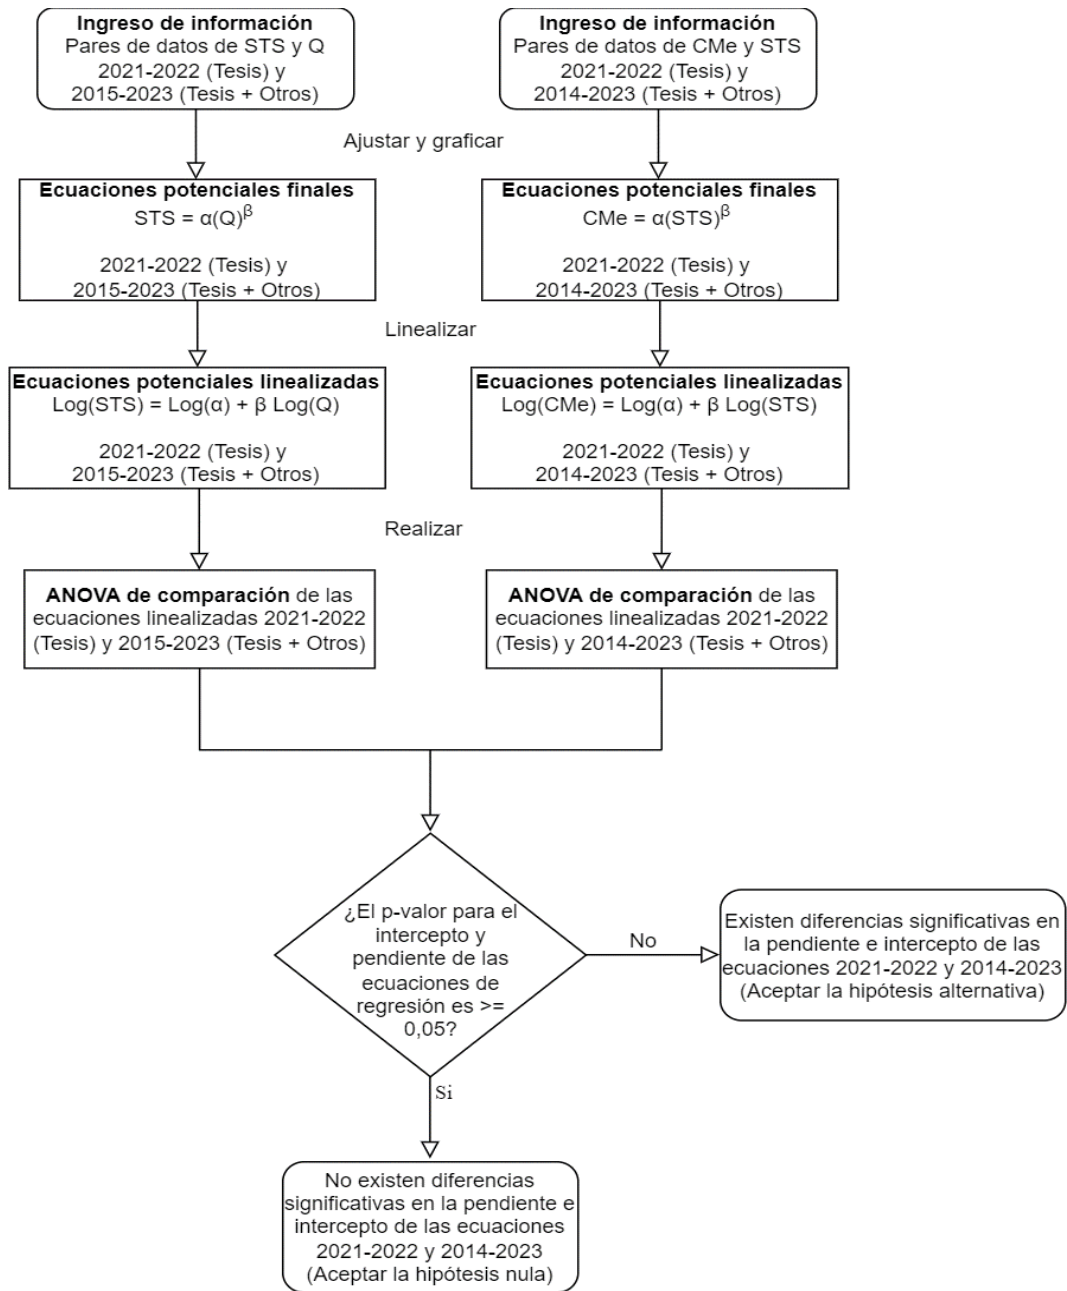 Ingreso de información
Pares de datos de STS y Q
2021-2022 (Tesis) y
2015-2023 (Tesis + Otros)
Ingreso de información
Pares de datos de CMe y STS
2021-2022 (Tesis) y
2014-2023 (Tesis + Otros)
Ajustar y graficar
Ecuaciones potenciales finales
STS = α(Q)^β
2021-2022 (Tesis) y
2015-2023 (Tesis + Otros)
Ecuaciones potenciales finales
CMe = α(STS)^β
2021-2022 (Tesis) y
2014-2023 (Tesis + Otros)
Linealizar
Ecuaciones potenciales linealizadas
Log(STS) = Log(α) + β Log(Q)
2021-2022 (Tesis) y
2015-2023 (Tesis + Otros)
Ecuaciones potenciales linealizadas
Log(CMe) = Log(α) + β Log(STS)
2021-2022 (Tesis) y
2014-2023 (Tesis + Otros)
Realizar
ANOVA de comparación de las
ecuaciones linealizadas 2021-2022
(Tesis) y 2015-2023 (Tesis + Otros)
ANOVA de comparación de las
ecuaciones linealizadas 2021-2022
(Tesis) y 2014-2023 (Tesis + Otros)
¿El p-valor para el
intercepto y
pendiente de las
ecuaciones de
regresión es >=
0,05?
No
Existen diferencias significativas en
la pendiente e intercepto de las
ecuaciones 2021-2022 y 2014-2023
(Aceptar la hipótesis alternativa)
Si
No existen diferencias
significativas en la pendiente e
intercepto de las ecuaciones
2021-2022 y 2014-2023
(Aceptar la hipótesis nula)